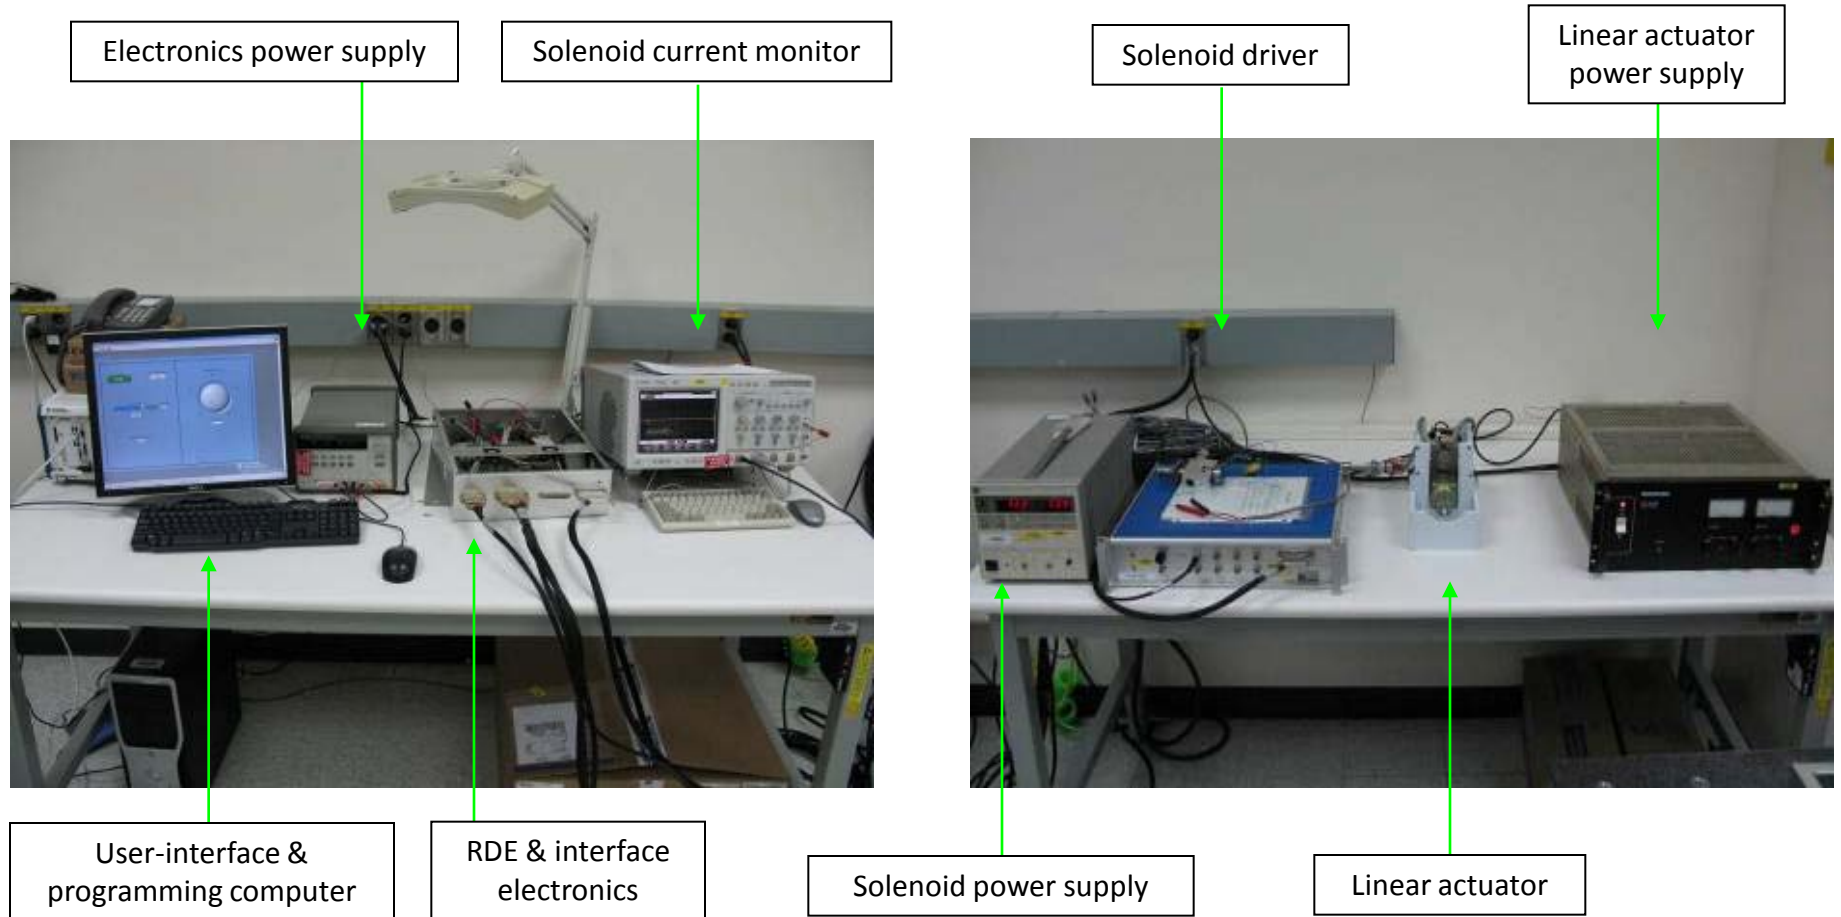 Electronics power supply
Solenoid current monitor
Solenoid driver
Linear actuator
power supply
User-interface &
programming computer
RDE & interface
electronics
Solenoid power supply
Linear actuator